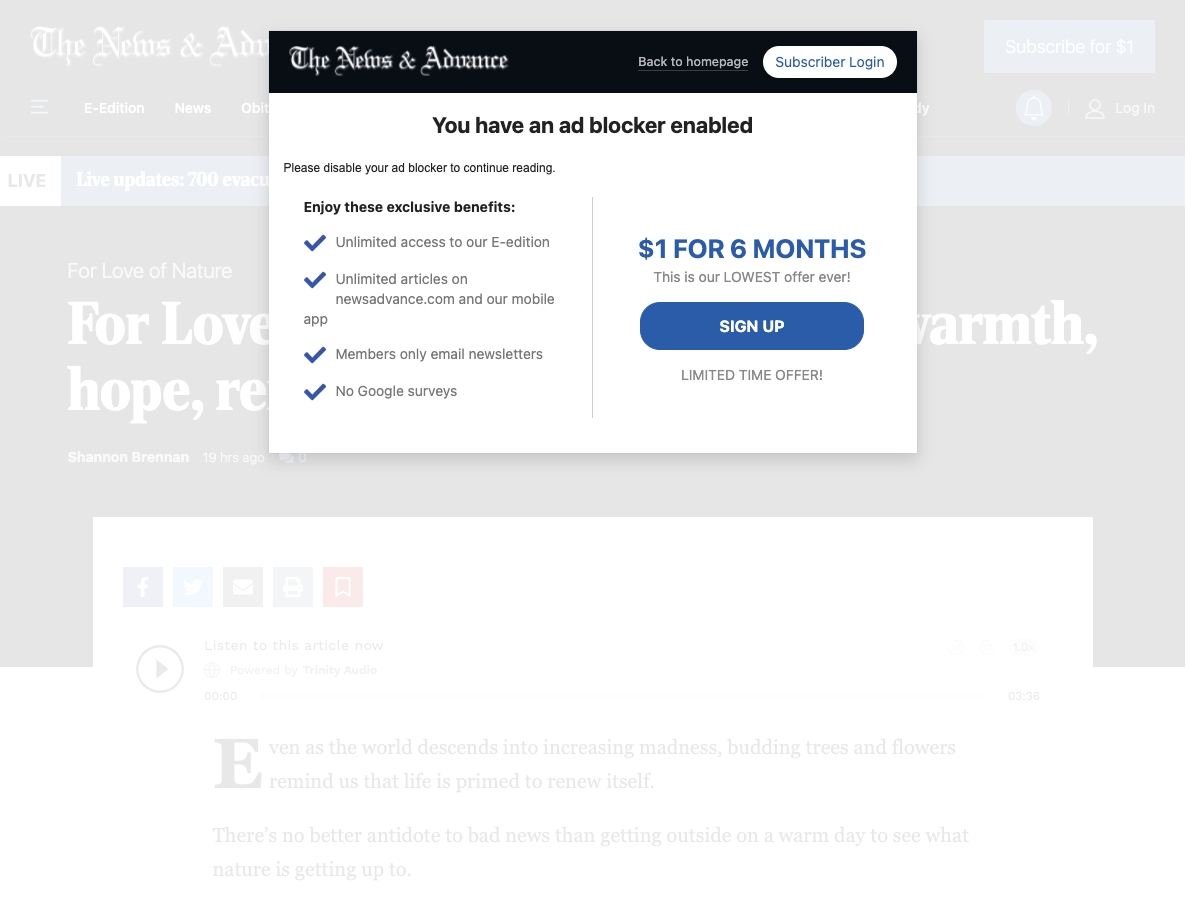 The News & Adv
Subscribe for $1
The News & Advance
Back to homepage
Subscriber Login
E-Edition
News
Obit
dy
Log In
You have an ad blocker enabled
Please disable your ad blocker to continue reading.
LIVE
Live updates: 700 evacu
Enjoy these exclusive benefits:
Unlimited access to our E-edition
Unlimited articles on
newsadvance.com and our mobile
app
Members only email newsletters
No Google surveys
$1 FOR 6 MONTHS
This is our LOWEST offer ever!
SIGN UP
LIMITED TIME OFFER!
For Love of Nature
For Love
warmth,
hope, re
Shannon Brennan
19 hrs ago
0
Listen to this article now
Powered by Trinity Audio
1.0x
00:00
03:36
Even as the world descends into increasing madness, budding trees and flowers
remind us that life is primed to renew itself.
There's no better antidote to bad news than getting outside on a warm day to see what
nature is getting up to.